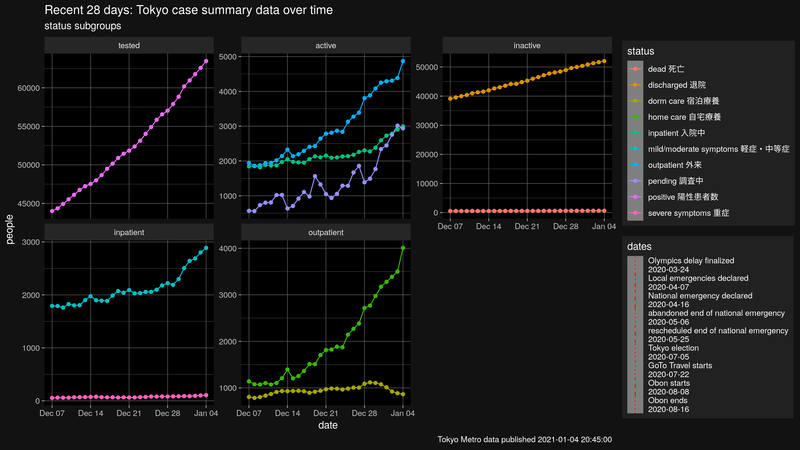 Recent 28 days: Tokyo case summary data over time
status subgroups
tested
active
inactive
60000
55000
50000
45000
5000
4000
3000
2000
1000
50000
40000
30000
20000
10000
0
Dec 07
Dec 14
Dec 21
Dec 28
Jan 04
people
inpatient
outpatient
3000
2000
1000
0
4000
3000
2000
1000
Dec 07
Dec 14
Dec 21
Dec 28
Jan 04
Dec 07
Dec 14
Dec 21
Dec 28
Jan 04
date
status
dead 死亡
discharged 退院
dorm care 宿泊療養
home care 自宅療養
inpatient 入院中
mild/moderate symptoms 軽症・中等症
outpatient 外来
pending 調査中
positive 陽性患者数
severe symptoms 重症
dates
Olympics delay finalized
2020-03-24
Local emergencies declared
2020-04-07
National emergency declared
2020-04-16
abandoned end of national emergency
2020-05-06
rescheduled end of national emergency
2020-05-25
Tokyo election
2020-07-05
GoTo Travel starts
2020-07-22
Obon starts
2020-08-08
Obon ends
2020-08-16
Tokyo Metro data published 2021-01-04 20:45:00